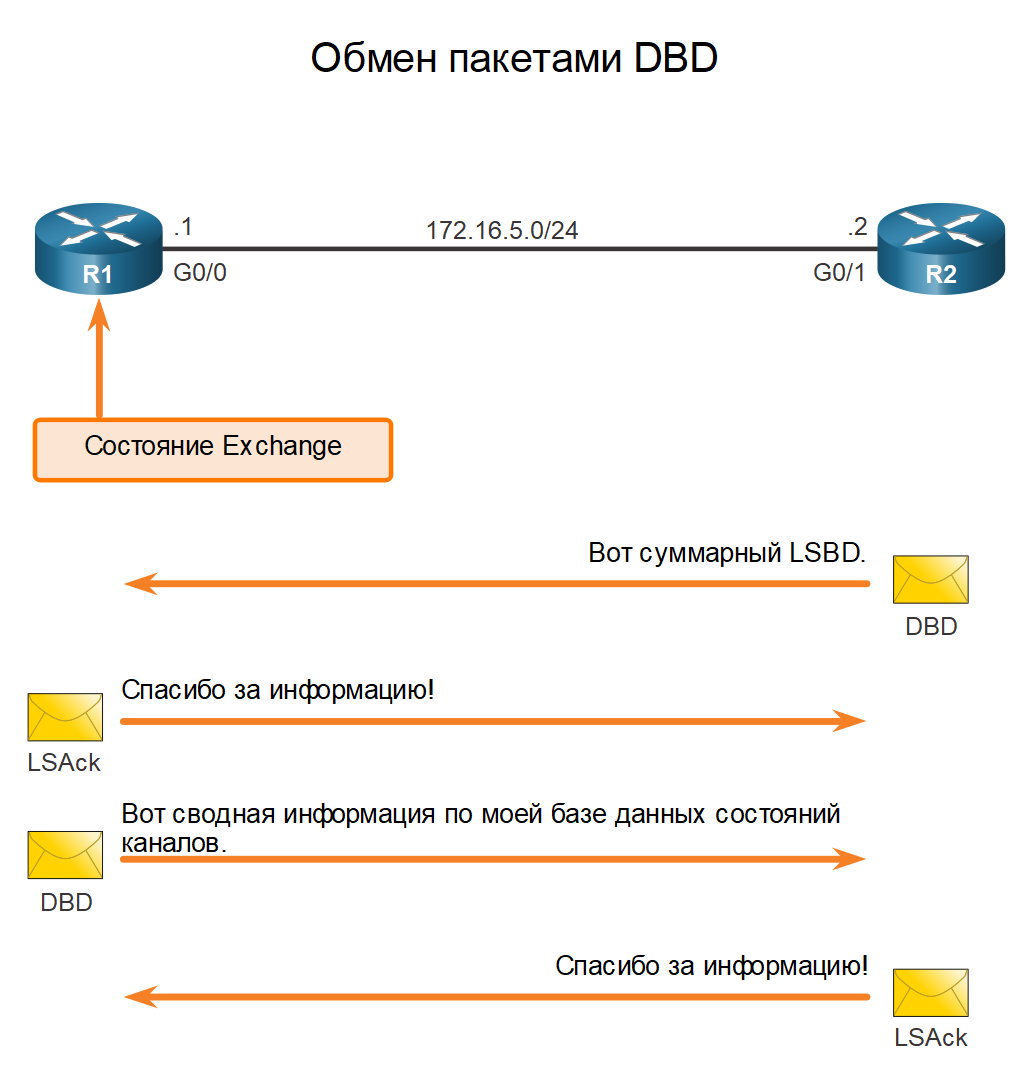 Обмен пакетами DBD
.1
172.16.5.0/24
.2
R1
G0/0
G0/1
R2
Состояние Exchange
Вот суммарный LSBD.
DBD
Спасибо за информацию!
LSAck
Вот сводная информация по моей базе данных состояний
каналов.
DBD
Спасибо за информацию!
LSAck